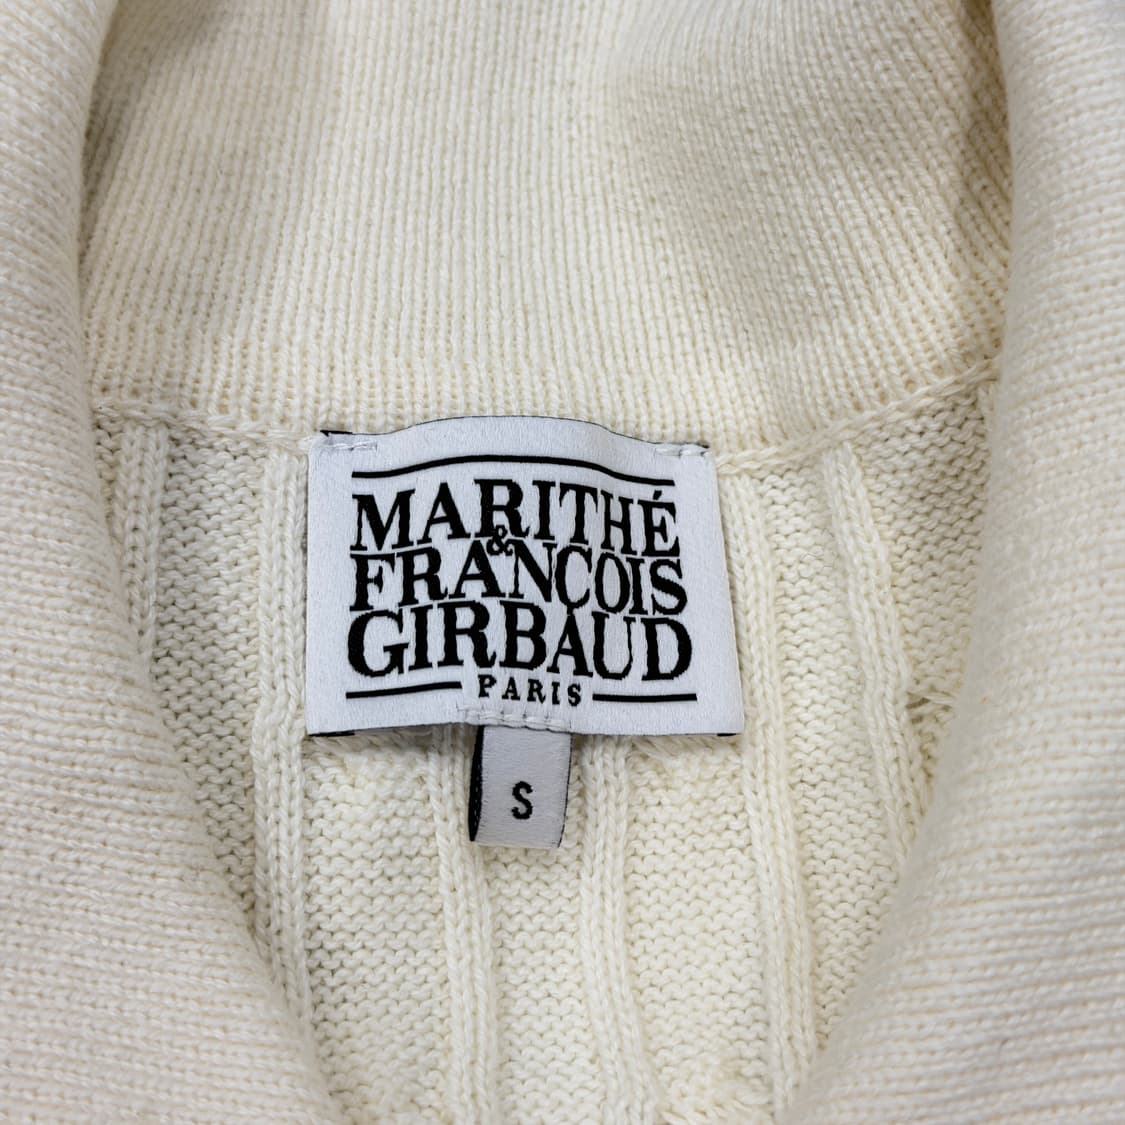 MARITHÉ
&
FRANÇOIS
GIRBAUD
PARIS
S